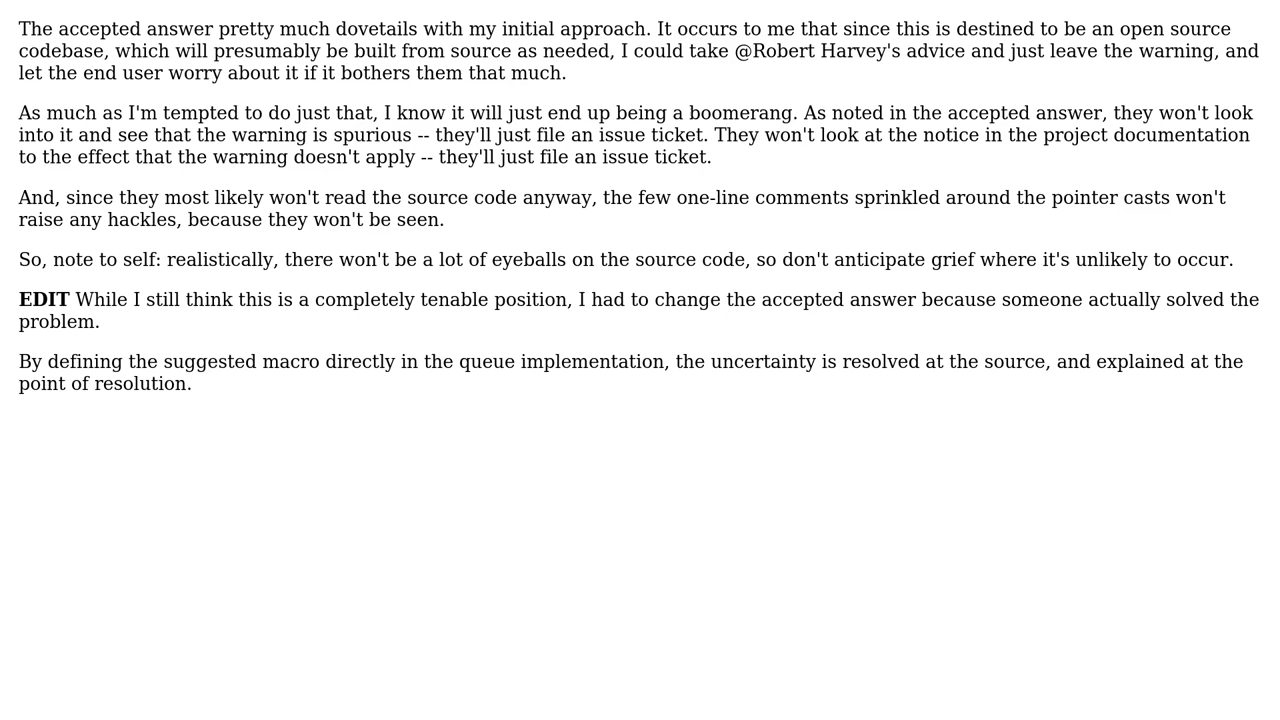 The accepted answer pretty much dovetails with my initial approach. It occurs to me that since this is destined to be an open source
codebase, which will presumably be built from source as needed, I could take @Robert Harvey's advice and just leave the warning, and
let the end user worry about it if it bothers them that much.
As much as I'm tempted to do just that, I know it will just end up being a boomerang. As noted in the accepted answer, they won't look
into it and see that the warning is spurious -- they'll just file an issue ticket. They won't look at the notice in the project documentation
to the effect that the warning doesn't apply -- they'll just file an issue ticket.
And, since they most likely won't read the source code anyway, the few one-line comments sprinkled around the pointer casts won't
raise any hackles, because they won't be seen.
So, note to self: realistically, there won't be a lot of eyeballs on the source code, so don't anticipate grief where it's unlikely to occur.
EDIT While I still think this is a completely tenable position, I had to change the accepted answer because someone actually solved the
problem.
By defining the suggested macro directly in the queue implementation, the uncertainty is resolved at the source, and explained at the
point of resolution.